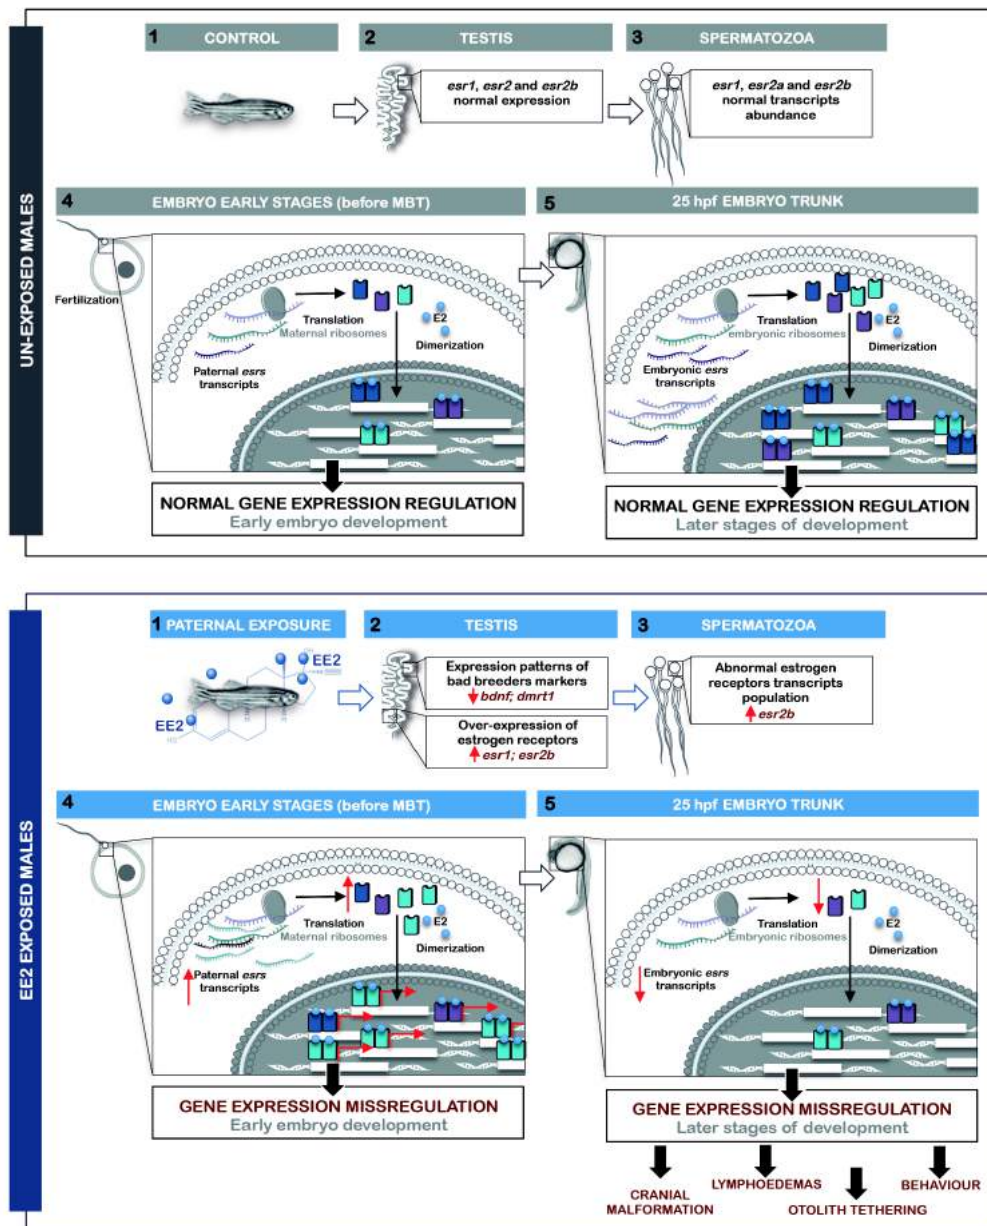 UN-EXPOSED MALES
1 CONTROL
2 TESTIS
3 SPERMATOZOA
esr1, esr2 and esr2b
normal expression
esr1, esr2a and esr2b
normal transcripts
abundance
4 EMBRYO EARLY STAGES (before MBT)
5 25 hpf EMBRYO TRUNK
Fertilization
Translation
Maternal ribosomes
E2
Dimerization
Paternal esrs
transcripts
Translation
embryonic ribosomes
E2
Dimerization
Embryonic esrs
transcripts
NORMAL GENE EXPRESSION REGULATION
Early embryo development
NORMAL GENE EXPRESSION REGULATION
Later stages of development
EE2 EXPOSED MALES
1 PATERNAL EXPOSURE
2 TESTIS
3 SPERMATOZOA
EE2
EE2
Expression patterns of
bad breeders markers
bdnf; dmrt1
Over-expression of
estrogen receptors
esr1; esr2b
Abnormal estrogen
receptors transcripts
population
esr2b
4 EMBRYO EARLY STAGES (before MBT)
5 25 hpf EMBRYO TRUNK
Translation
Maternal ribosomes
E2
Dimerization
Paternal esrs
transcripts
Translation
Embryonic ribosomes
E2
Dimerization
Embryonic esrs
transcripts
GENE EXPRESSION MISSREGULATION
Early embryo development
GENE EXPRESSION MISSREGULATION
Later stages of development
CRANIAL
MALFORMATION
LYMPHOEDEMAS
OTOLITH TETHERING
BEHAVIOUR